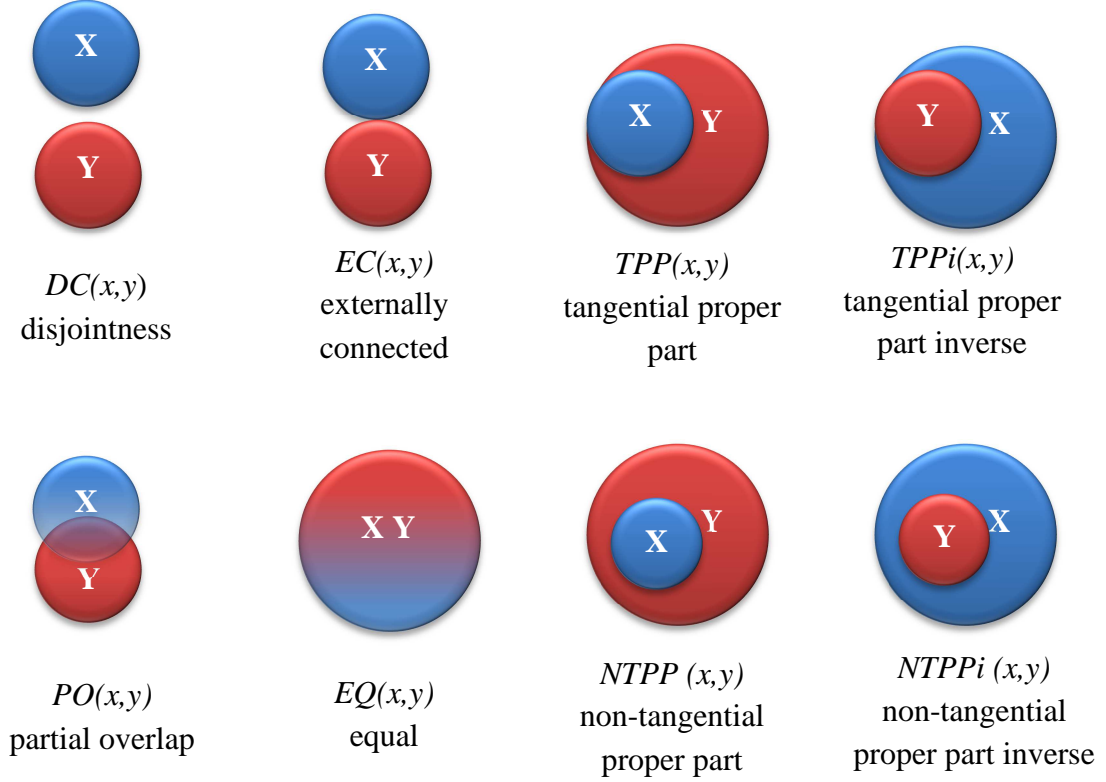 X
Y
DC(x,y)
disjointness
X
Y
EC(x,y)
externally
connected
X
Y
TPP(x,y)
tangential proper
part
Y
X
TPPi(x,y)
tangential proper
part inverse
X
Y
PO(x,y)
partial overlap
X Y
EQ(x,y)
equal
Y
X
NTPP (x,y)
non-tangential
proper part
X
Y
NTPPi (x,y)
non-tangential
proper part inverse